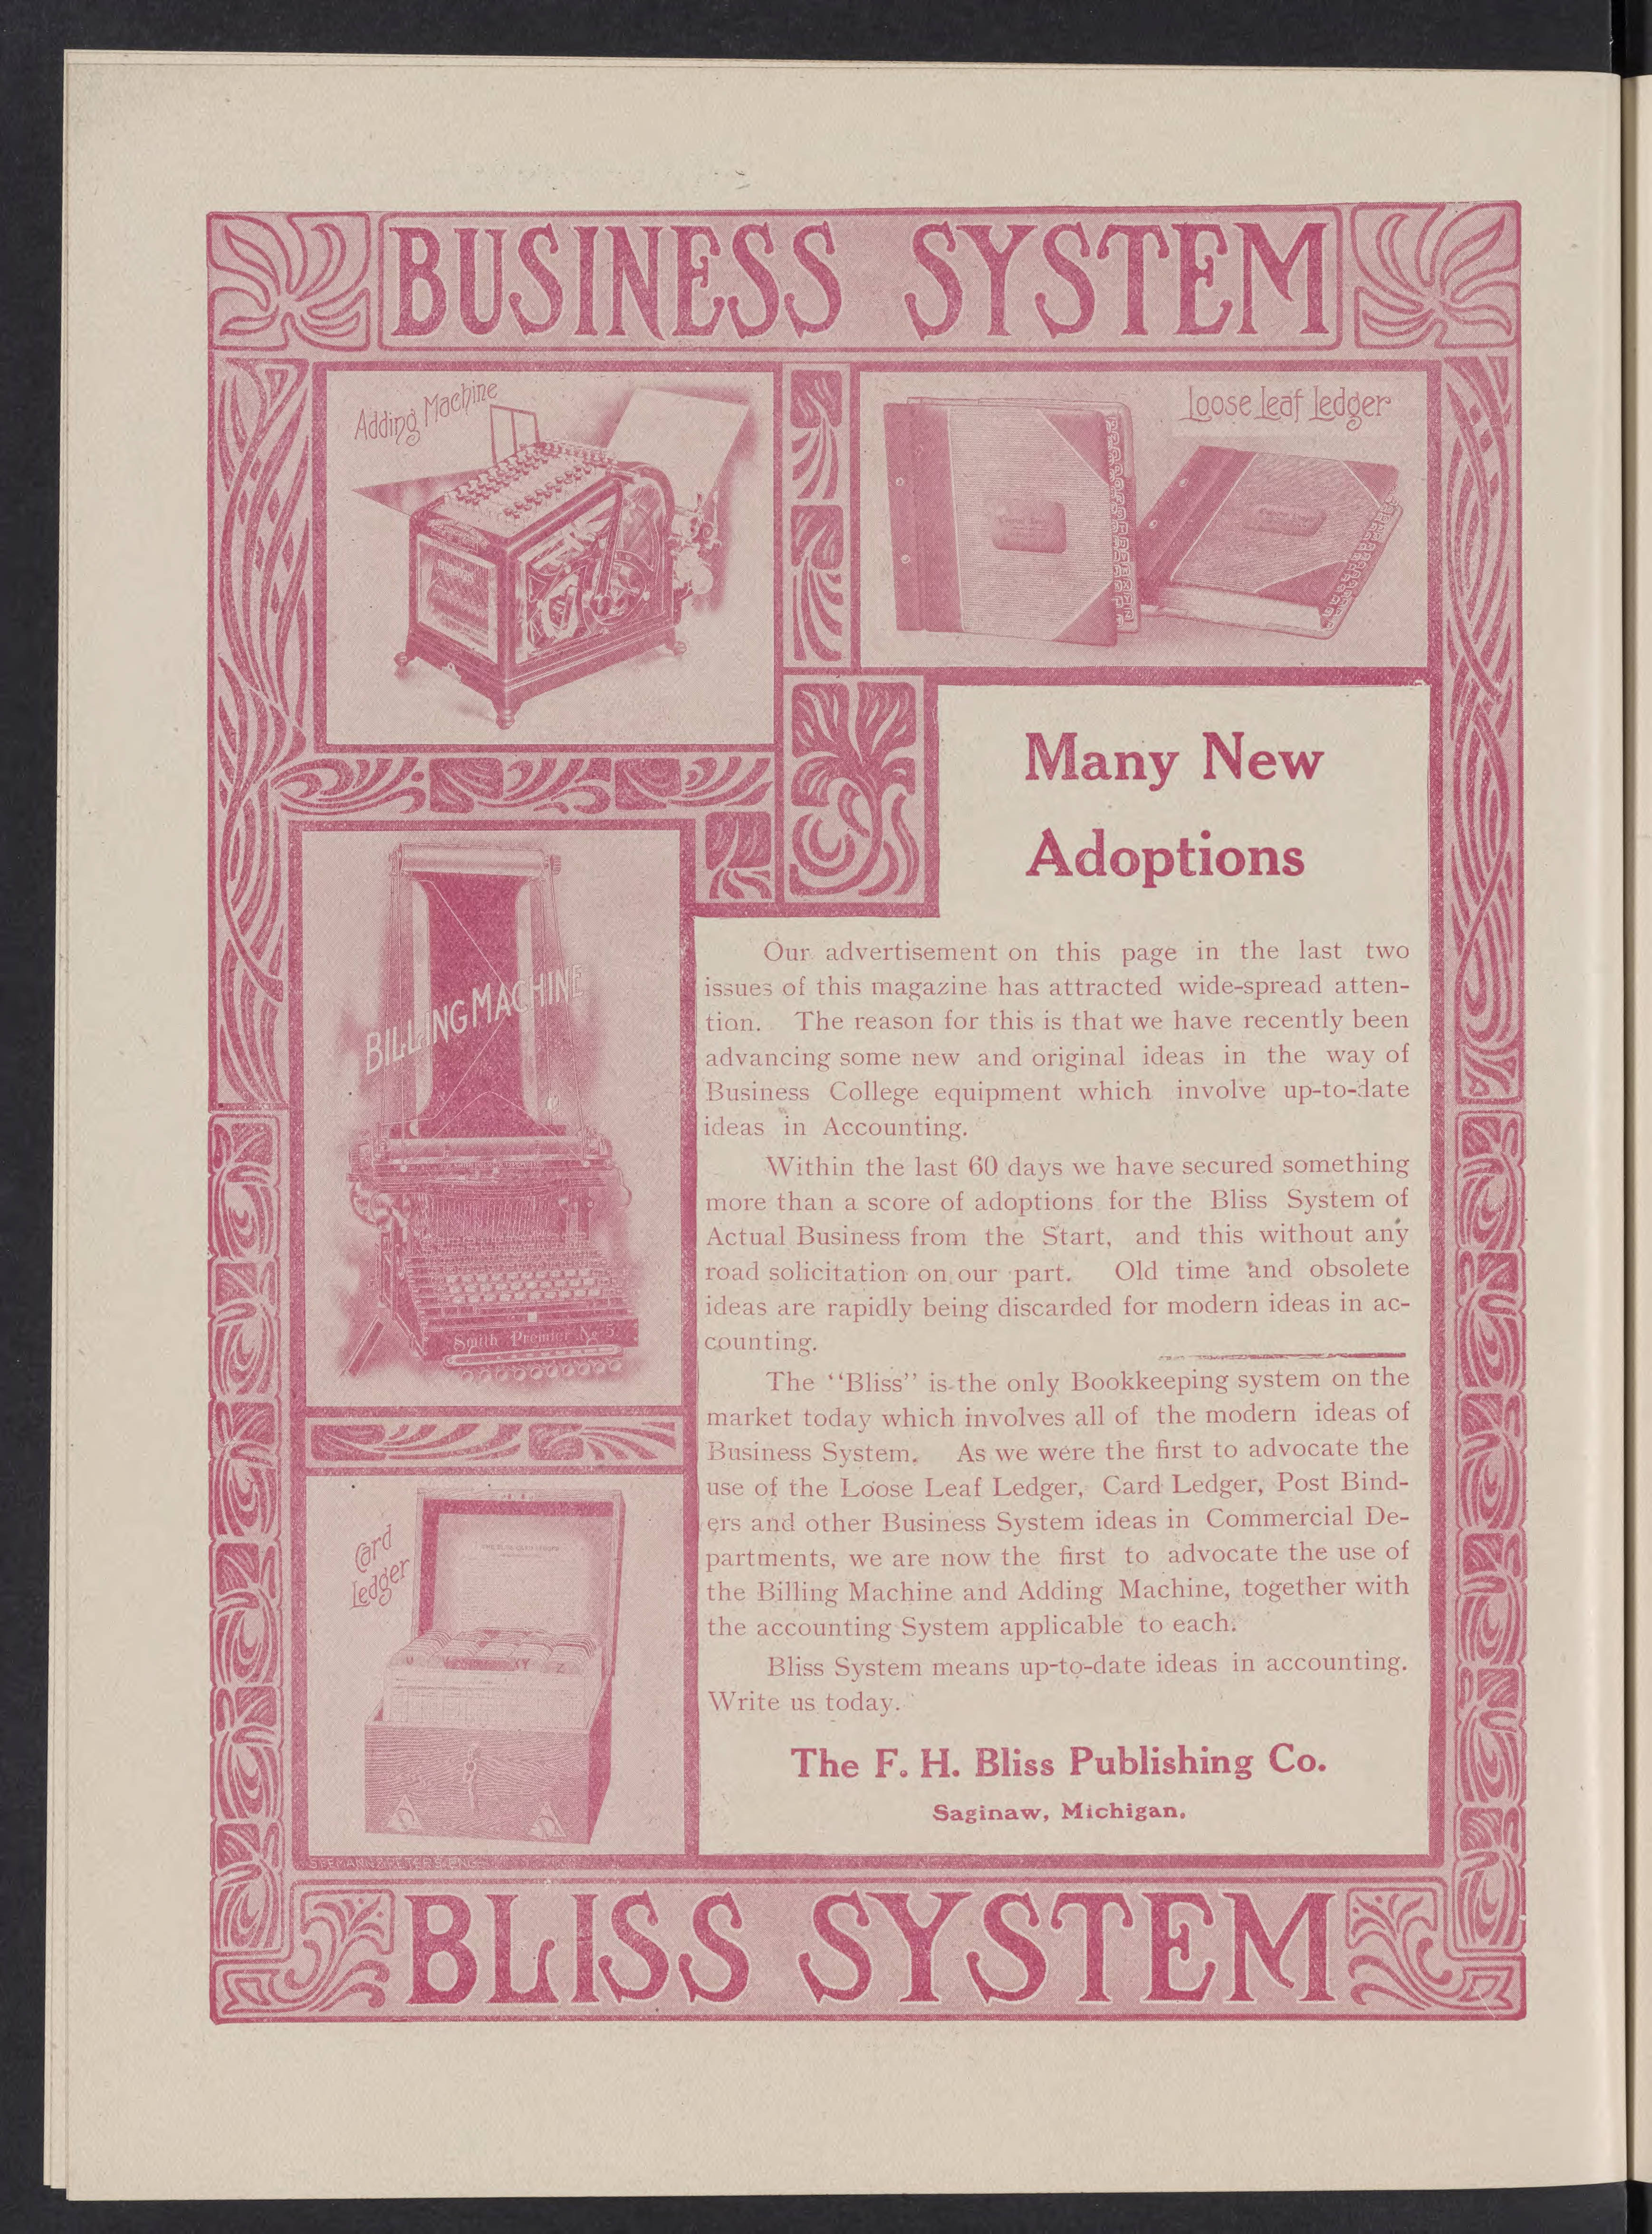 BUSINESS SYSTEM
Adding Machine
Loose Leaf Ledger
Many New
Adoptions
BILLING MACHINE
Smith Premier No 5
Card
Ledger
U
XY
Z
Our advertisement on this page in the last two
issues of this magazine has attracted wide-spread atten-
tion. The reason for this is that we have recently been
advancing some new and original ideas in the way of
Business College equipment which involve up-to-date
ideas in Accounting.
Within the last 60 days we have secured something
more than a score of adoptions for the Bliss System of
Actual Business from the Start, and this without any
road solicitation on our part. Old time and obsolete
ideas are rapidly being discarded for modern ideas in ac-
counting.
The "Bliss" is the only Bookkeeping system on the
market today which involves all of the modern ideas of
Business System. As we were the first to advocate the
use of the Loose Leaf Ledger, Card Ledger, Post Bind-
ers and other Business System ideas in Commercial De-
partments, we are now the first to advocate the use of
the Billing Machine and Adding Machine, together with
the accounting System applicable to each.
Bliss System means up-to-date ideas in accounting.
Write us today.
The F. H. Bliss Publishing Co.
Saginaw, Michigan.
BLISS SYSTEM